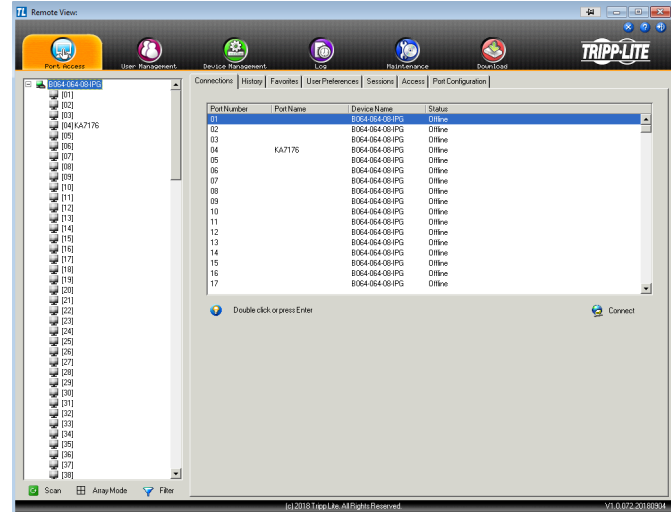 Remote View:
TRIPP-LITE
Port Access User Management Device Management Log Maintenance Download
Connections History Favorites User Preferences Sessions Access Port Configuration
B064-064-08-IPG
[01]
[02]
[03]
[04] KA7176
[05]
[06]
[07]
[08]
[09]
[10]
[11]
[12]
[13]
[14]
[15]
[16]
[17]
[18]
[19]
[20]
[21]
[22]
[23]
[24]
[25]
[26]
[27]
[28]
[29]
[30]
[31]
[32]
[33]
[34]
[35]
[36]
[37]
[38]
Scan Array Mode Filter
Port Number Port Name Device Name Status
01 B064-064-08-IPG Offline
02 B064-064-08-IPG Offline
03 B064-064-08-IPG Offline
04 KA7176 B064-064-08-IPG Offline
05 B064-064-08-IPG Offline
06 B064-064-08-IPG Offline
07 B064-064-08-IPG Offline
08 B064-064-08-IPG Offline
09 B064-064-08-IPG Offline
10 B064-064-08-IPG Offline
11 B064-064-08-IPG Offline
12 B064-064-08-IPG Offline
13 B064-064-08-IPG Offline
14 B064-064-08-IPG Offline
15 B064-064-08-IPG Offline
16 B064-064-08-IPG Offline
17 B064-064-08-IPG Offline
Double click or press Enter
Connect
(c) 2018 Tripp Lite. All Rights Reserved.
V1.0.072.20180904